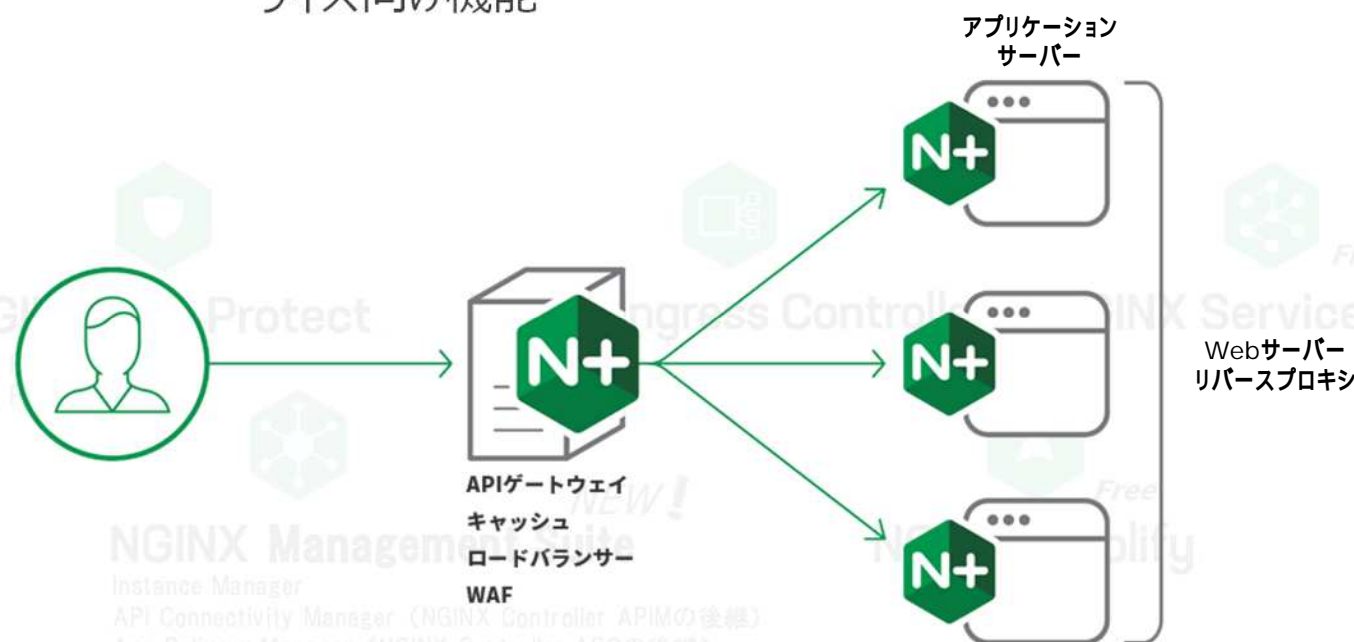 アプリケーション
サーバー
N+
N+
N+
N+
Protect
Ingress Controlle
INX Service
Webサーバー
リバースプロキシ
APIゲートウェイ
キャッシュ
ロードバランサー
WAF
NEW!
Free
NGINX Management Suite
plify
Instance Manager
API Connectivity Manager (NGINX Controller APIMの後継)